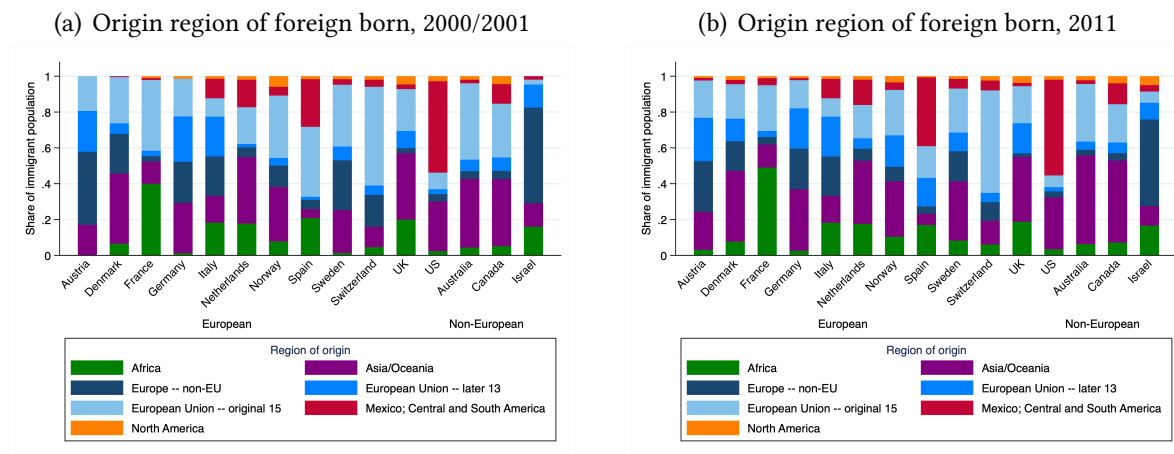 (a) Origin region of foreign born, 2000/2001
Share of immigrant population
1
.8
.6
.4
.2
0
Austria
Denmark
France
Germany
Italy
Netherlands
Norway
Spain
Sweden
Switzerland
UK
US
Australia
Canada
Israel
European
Non-European
Region of origin
Africa
Asia/Oceania
Europe -- non-EU
European Union -- later 13
European Union -- original 15
Mexico; Central and South America
North America
(b) Origin region of foreign born, 2011
Share of immigrant population
1
.8
.6
.4
.2
0
Austria
Denmark
France
Germany
Italy
Netherlands
Norway
Spain
Sweden
Switzerland
UK
US
Australia
Canada
Israel
European
Non-European
Region of origin
Africa
Asia/Oceania
Europe -- non-EU
European Union -- later 13
European Union -- original 15
Mexico; Central and South America
North America